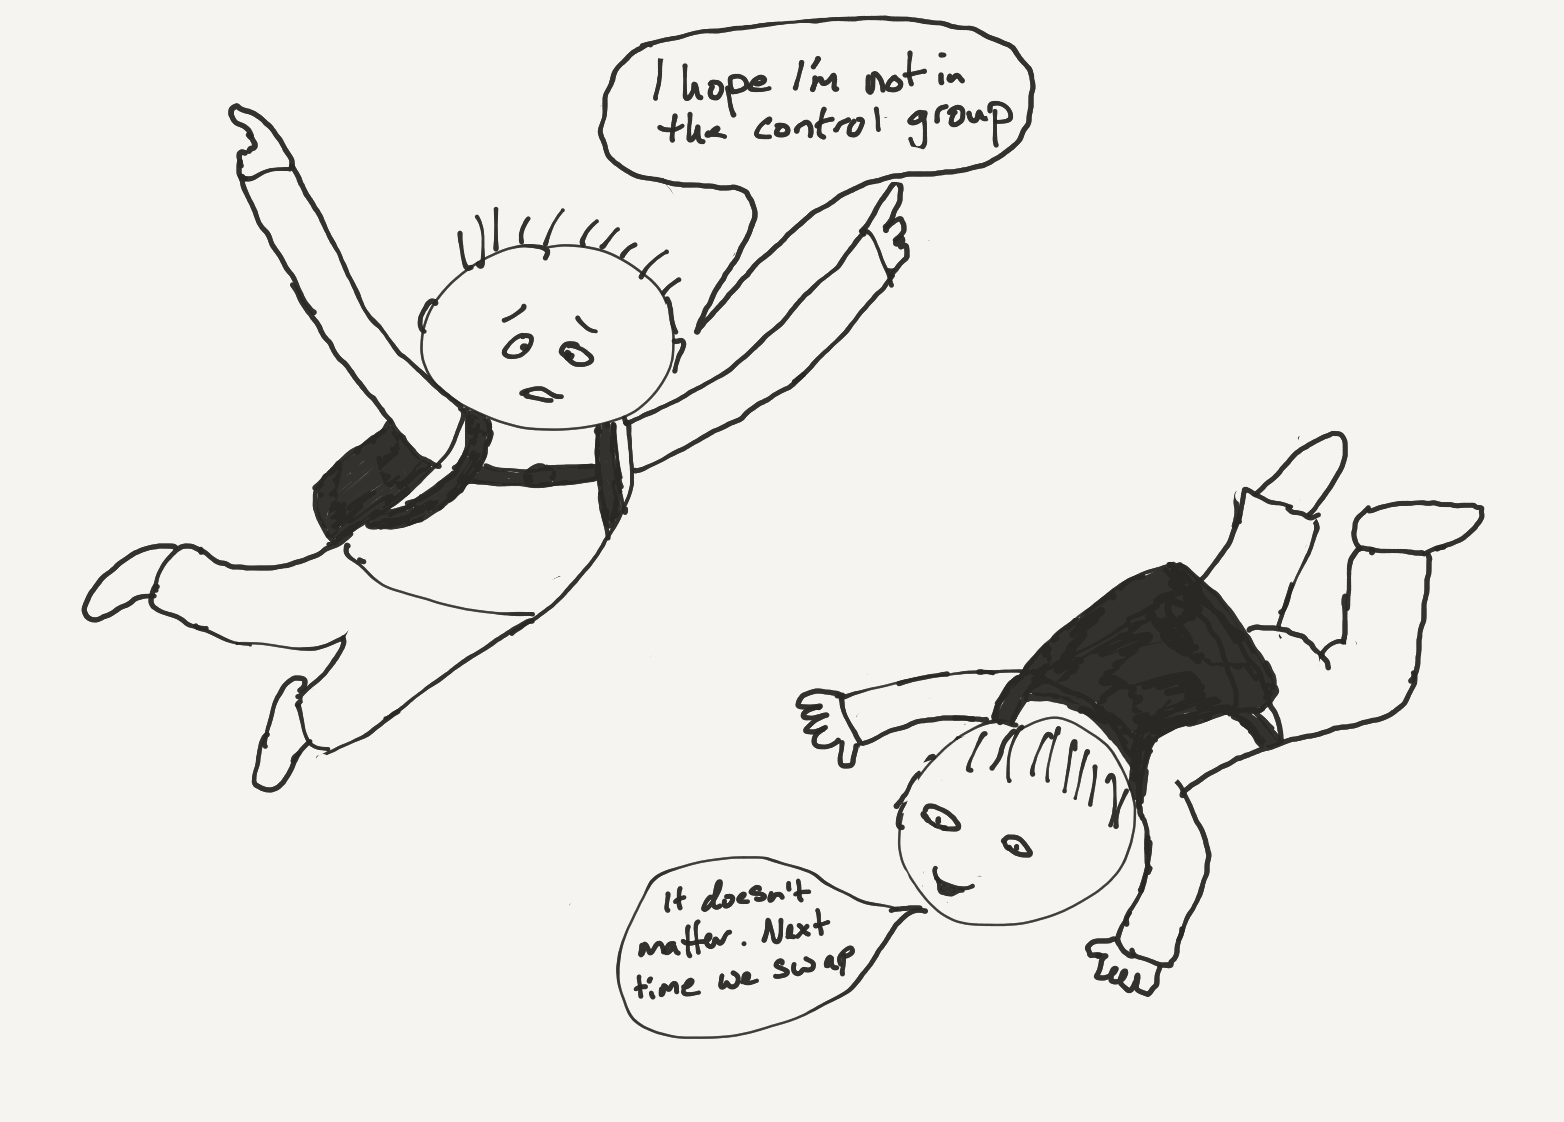 I hope I'm not in
the control group
It doesn't
matter. Next
time we swap